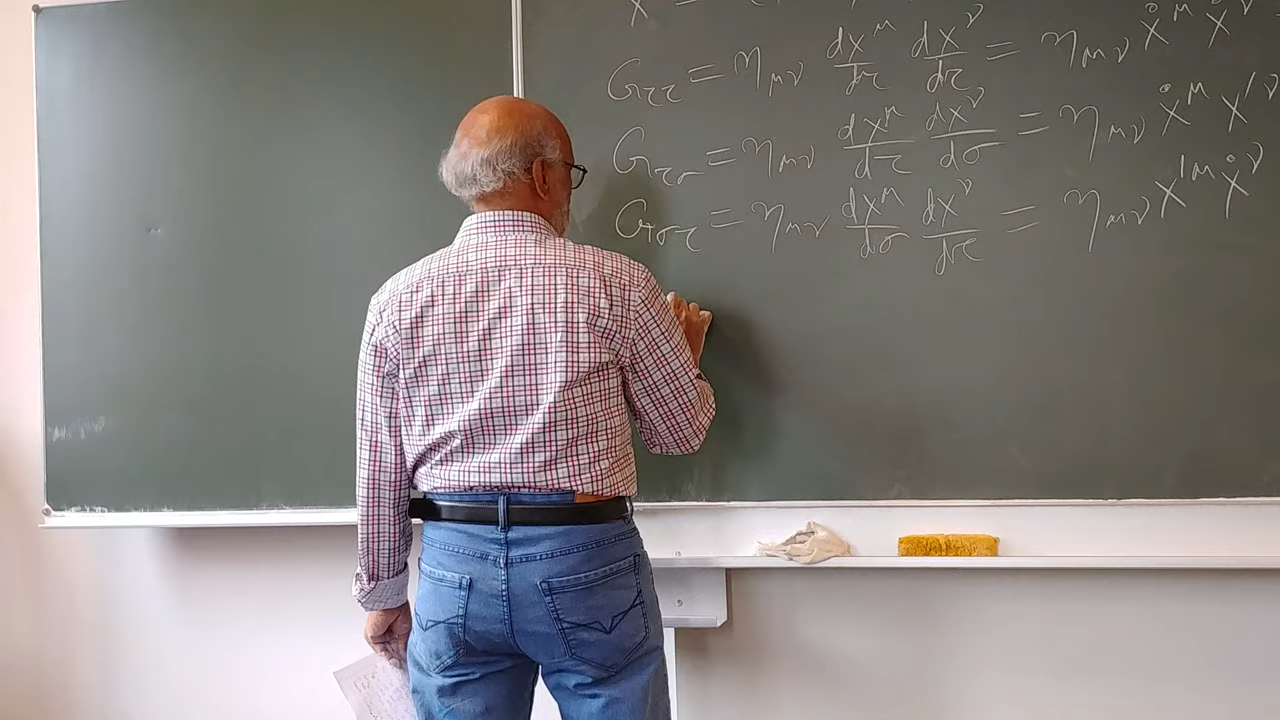 X =
G_ττ = η_μν dX^μ/dτ dX^ν/dτ = η_μν Ẋ^μ Ẋ^ν =
G_τσ = η_μν dX^μ/dτ dX^ν/dσ = η_μν Ẋ^μ X′^ν
G_στ = η_μν dX^μ/dσ dX^ν/dτ = η_μν X′^μ Ẋ^ν